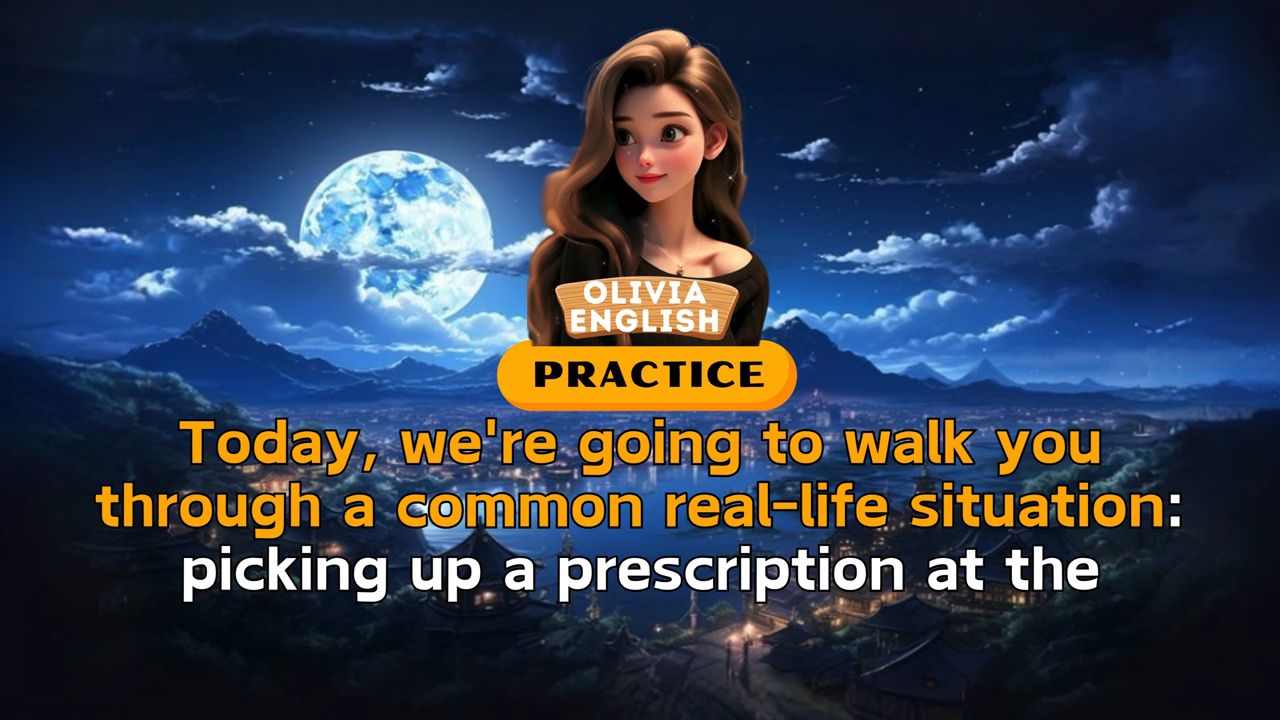 OLIVIA
ENGLISH
PRACTICE
Today, we're going to walk you
through a common real-life situation:
picking up a prescription at the